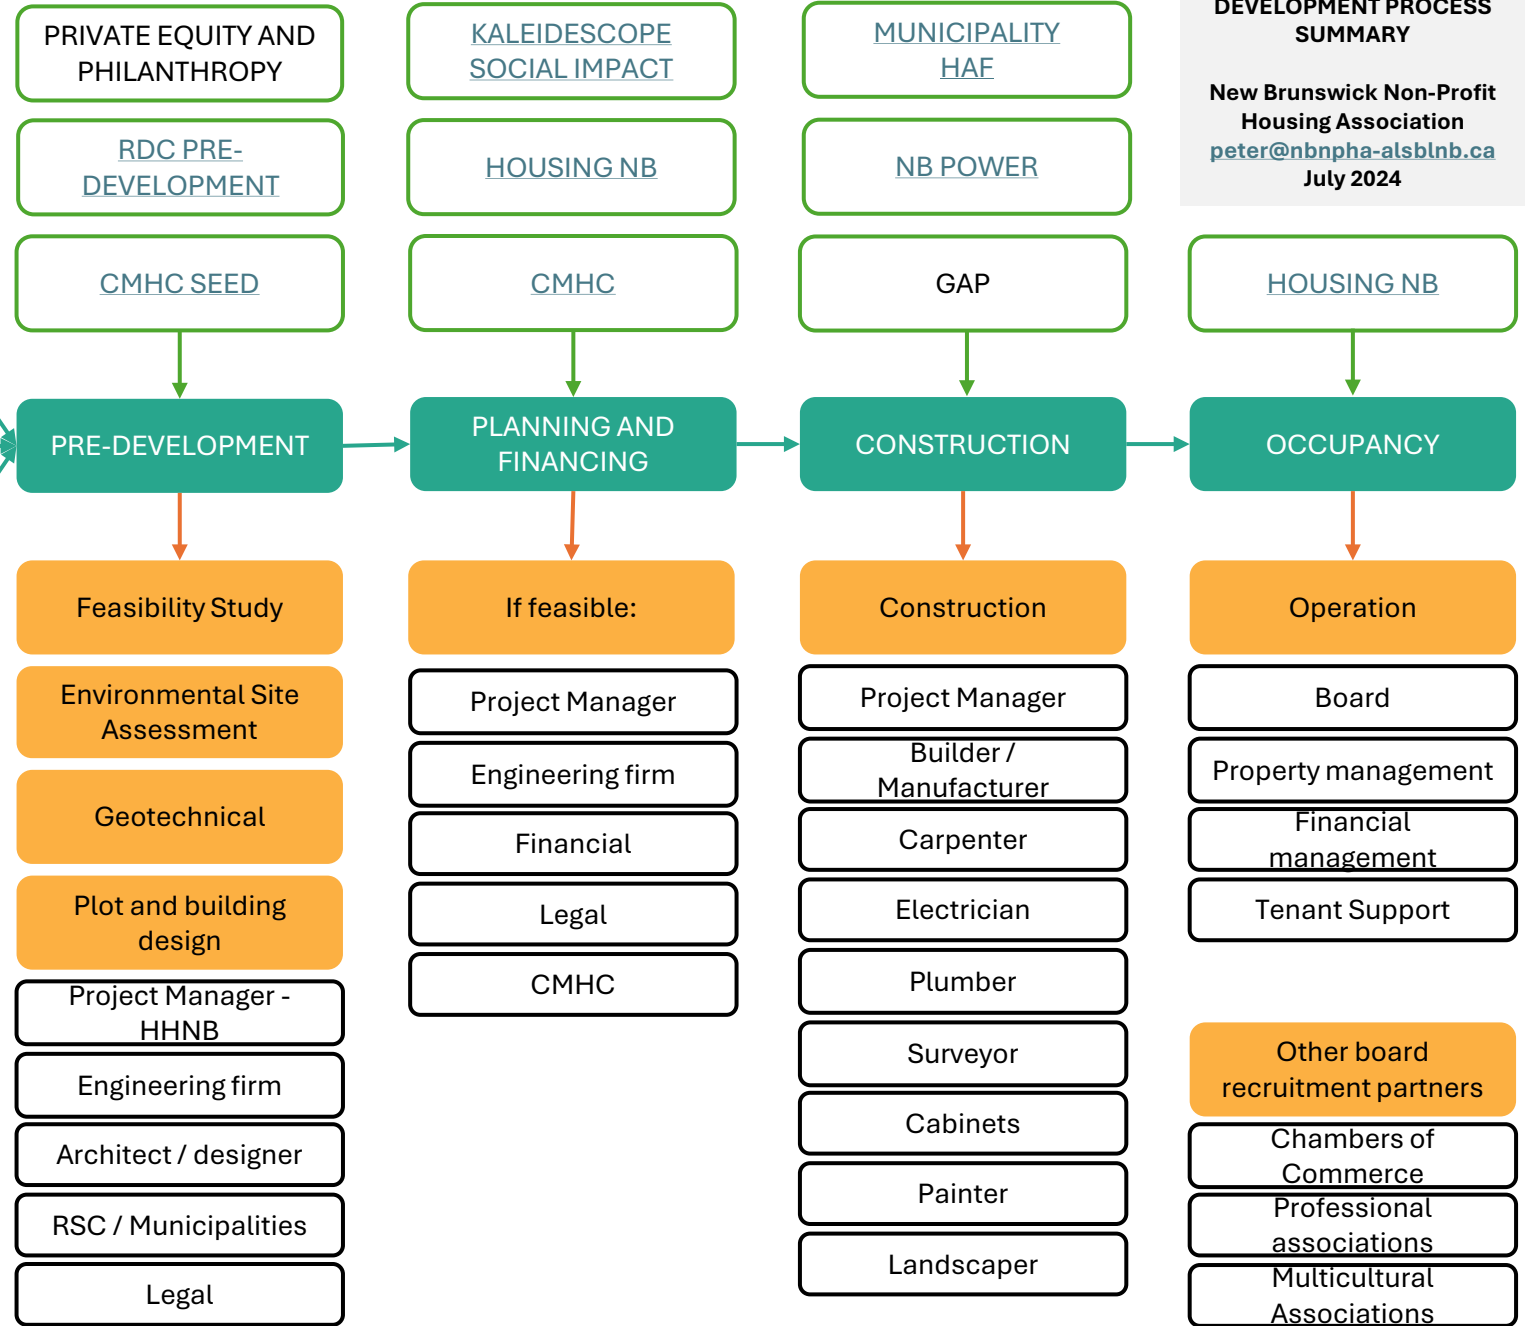 PRIVATE EQUITY AND
PHILANTHROPY
RDC PRE-
DEVELOPMENT
CMHC SEED
PRE-DEVELOPMENT
Feasibility Study
Environmental Site
Assessment
Geotechnical
Plot and building
design
Project Manager -
HHNB
Engineering firm
Architect / designer
RSC / Municipalities
Legal
KALEIDESCOPE
SOCIAL IMPACT
HOUSING NB
CMHC
PLANNING AND
FINANCING
If feasible:
Project Manager
Engineering firm
Financial
Legal
CMHC
MUNICIPALITY
HAF
NB POWER
GAP
CONSTRUCTION
Construction
Project Manager
Builder /
Manufacturer
Carpenter
Electrician
Plumber
Surveyor
Cabinets
Painter
Landscaper
DEVELOPMENT PROCESS
SUMMARY
New Brunswick Non-Profit
Housing Association
peter@nbnpha-alsblnb.ca
July 2024
HOUSING NB
OCCUPANCY
Operation
Board
Property management
Financial
management
Tenant Support
Other board
recruitment partners
Chambers of
Commerce
Professional
associations
Multicultural
Associations